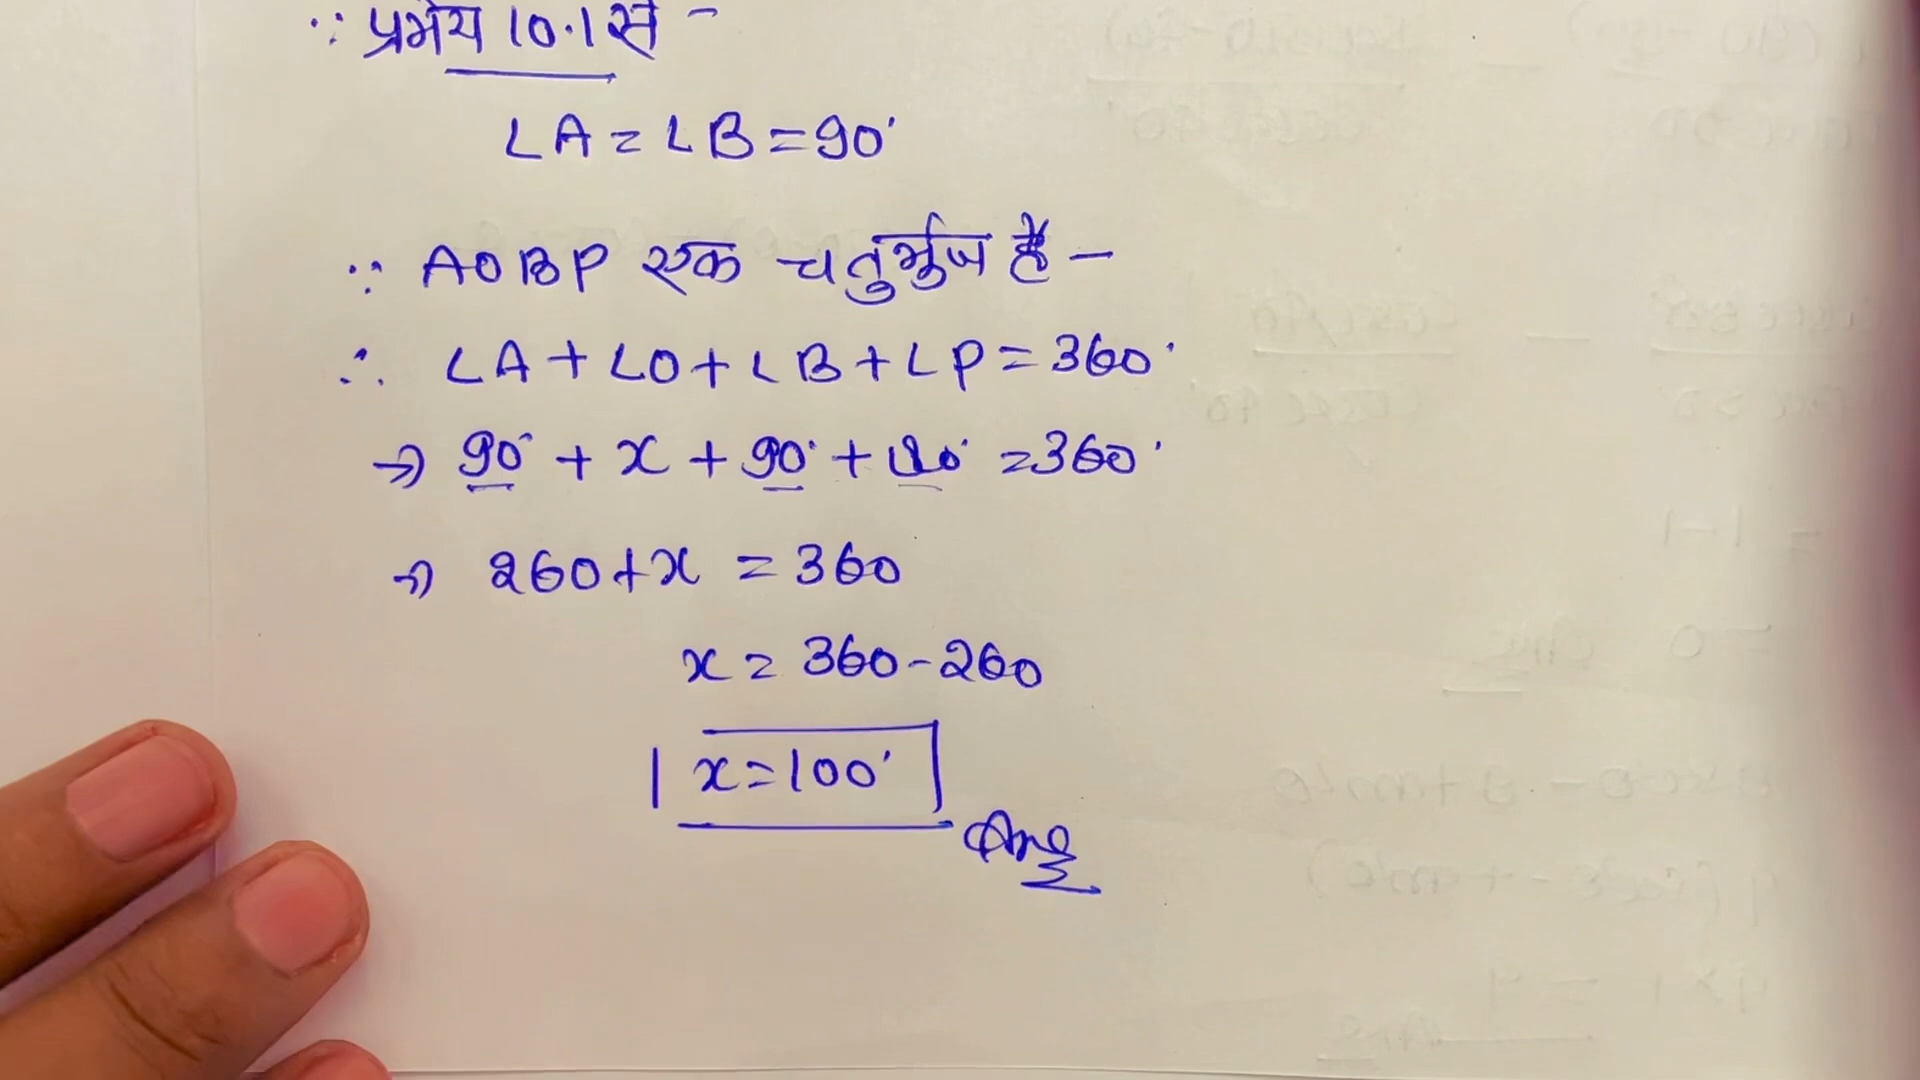 ∵ प्रमेय 10.1 से -
∠A = ∠B = 90°
∵ AOBP एक चतुर्भुज है -
∴ ∠A + ∠O + ∠B + ∠P = 360°
⇒ 90° + x + 90° + 80° = 360°
⇒ 260 + x = 360
x = 360 - 260
x = 100°
Ans